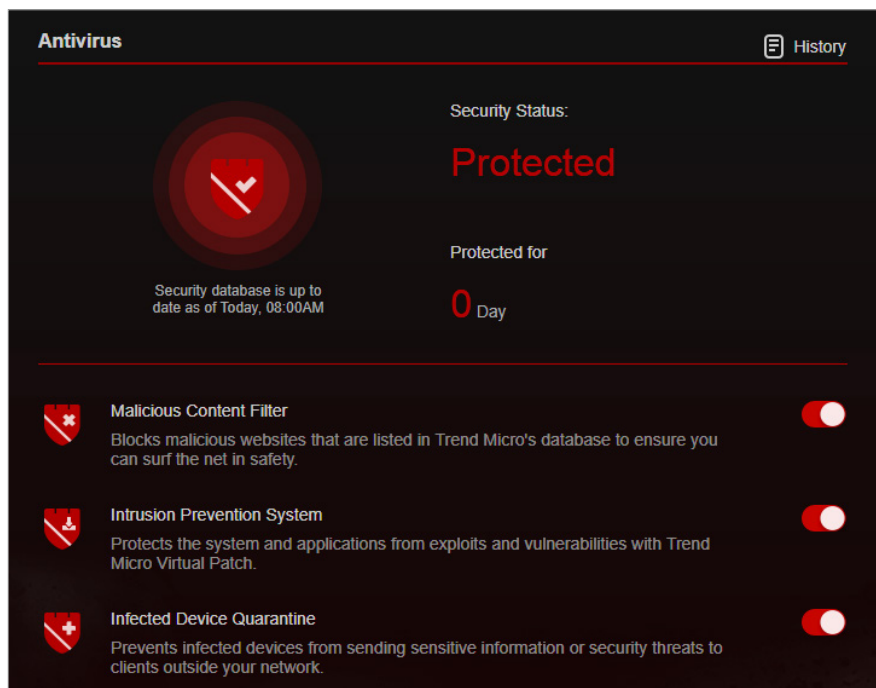 Antivirus
History
Security Status:
Protected
Security database is up to
date as of Today, 08:00AM
Protected for
0 Day
Malicious Content Filter
Blocks malicious websites that are listed in Trend Micro's database to ensure you
can surf the net in safety.
Intrusion Prevention System
Protects the system and applications from exploits and vulnerabilities with Trend
Micro Virtual Patch.
Infected Device Quarantine
Prevents infected devices from sending sensitive information or security threats to
clients outside your network.